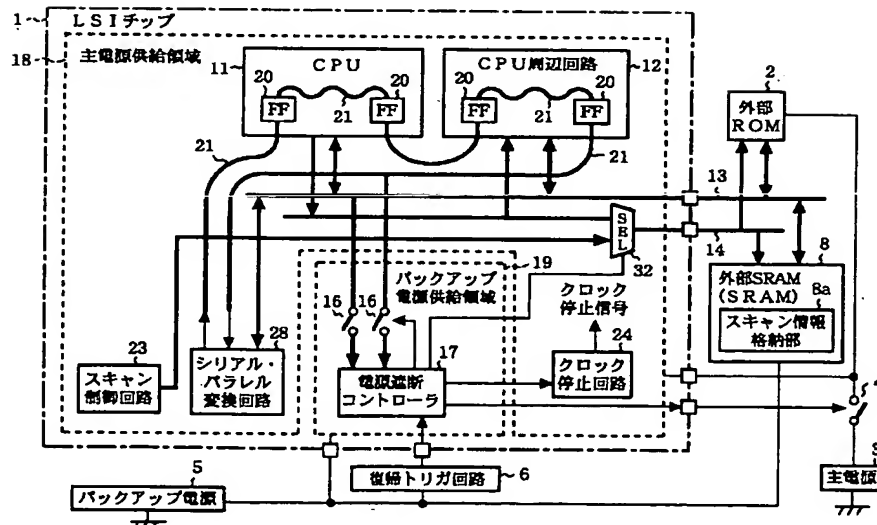 1
LSIチップ
18
主電源供給領域
11
CPU
20
FF
21
20
FF
CPU周辺回路
12
20
FF
21
20
FF
2
外部
ROM
21
21
13
SEL
14
32
8
外部SRAM
(SRAM)
8a
スキャン情報
格納部
19
バックアップ
電源供給領域
クロック
停止信号
16
16
17
電源遮断
コントローラ
24
クロック
停止回路
23
スキャン
制御回路
28
シリアル・
パラレル
変換回路
5
バックアップ電源
復帰トリガ回路
6
主電源